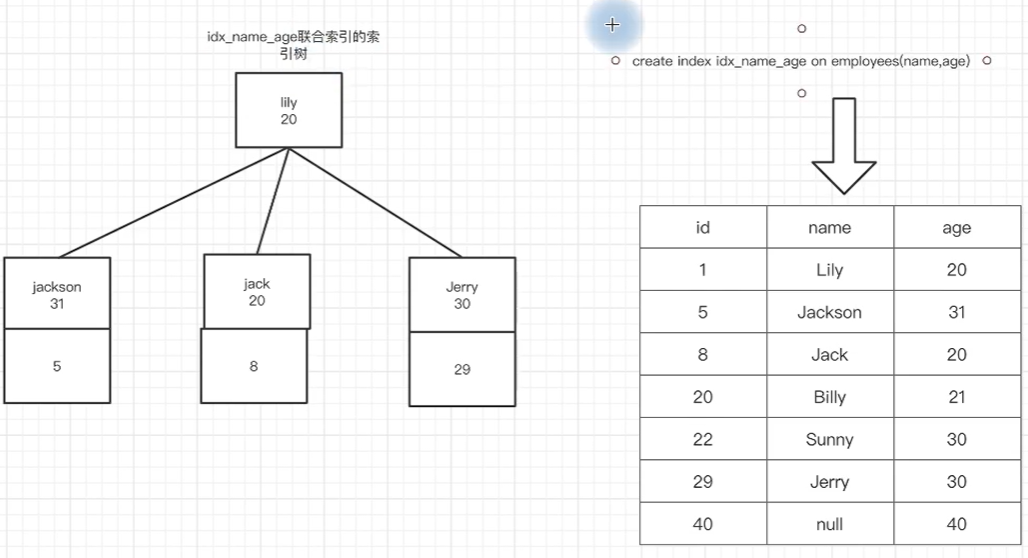 idx_name_age联合索引的索
引树
lily
20
jackson
31
5
jack
20
8
Jerry
30
29
create index idx_name_age on employees(name,age)
id name age
1 Lily 20
5 Jackson 31
8 Jack 20
20 Billy 21
22 Sunny 30
29 Jerry 30
40 null 40